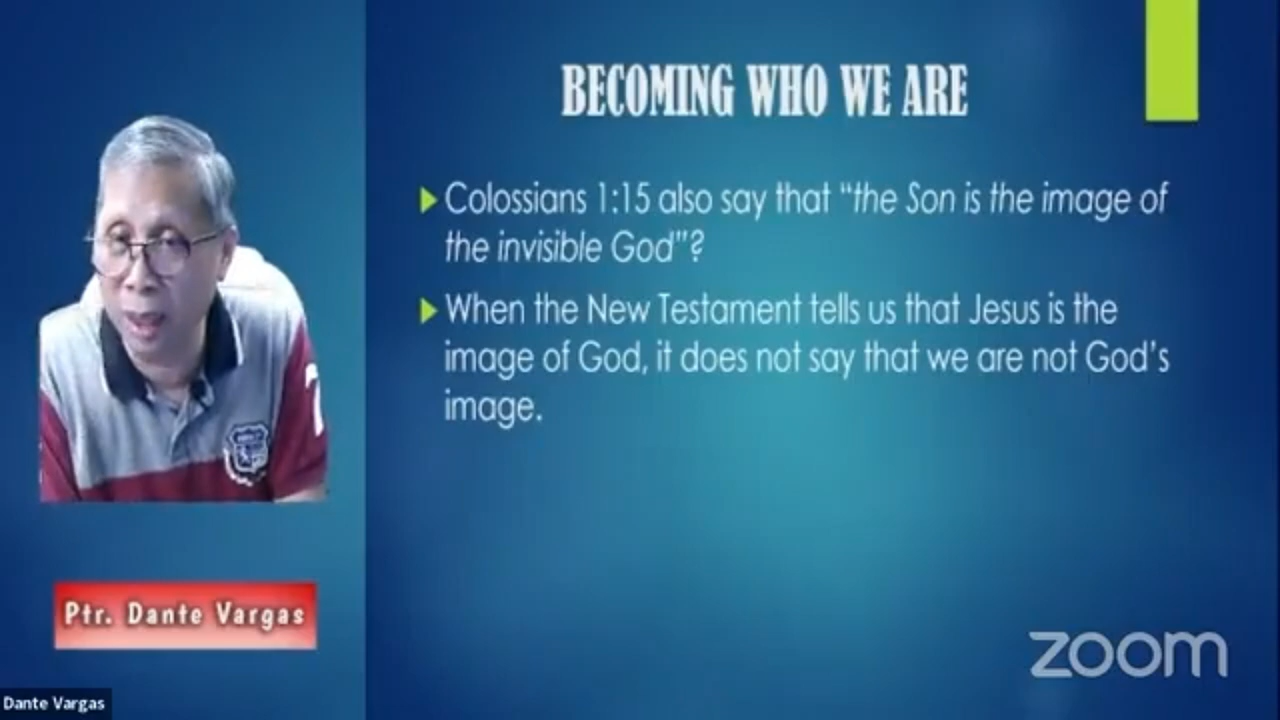 BECOMING WHO WE ARE
Colossians 1:15 also say that “the Son is the image of
the invisible God”?
When the New Testament tells us that Jesus is the
image of God, it does not say that we are not God’s
image.
Ptr. Dante Vargas
zoom
Dante Vargas